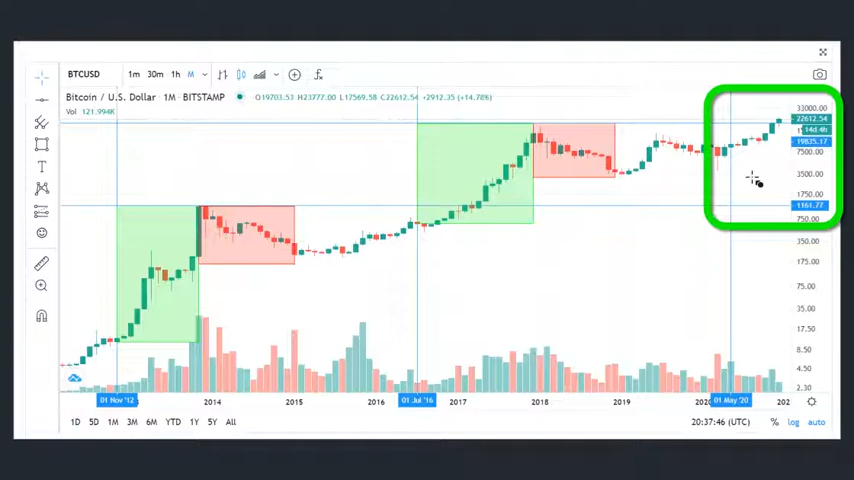 BTCUSD 1m 30m 1h M
Bitcoin / U.S. Dollar · 1M · BITSTAMP O19703.53 H23777.00 L17569.58 C22612.54 +2912.35 (+14.78%)
Vol 121.994K
33000.00
22612.54
14d 4h
19835.17
7500.00
3500.00
1750.00
1161.77
750.00
350.00
175.00
75.00
35.00
17.50
8.50
4.50
2.30
01 Nov '12 2014 2015 2016 01 Jul '16 2017 2018 2019 2020 01 May '20 202
1D 5D 1M 3M 6M YTD 1Y 5Y All 20:37:46 (UTC) % log auto